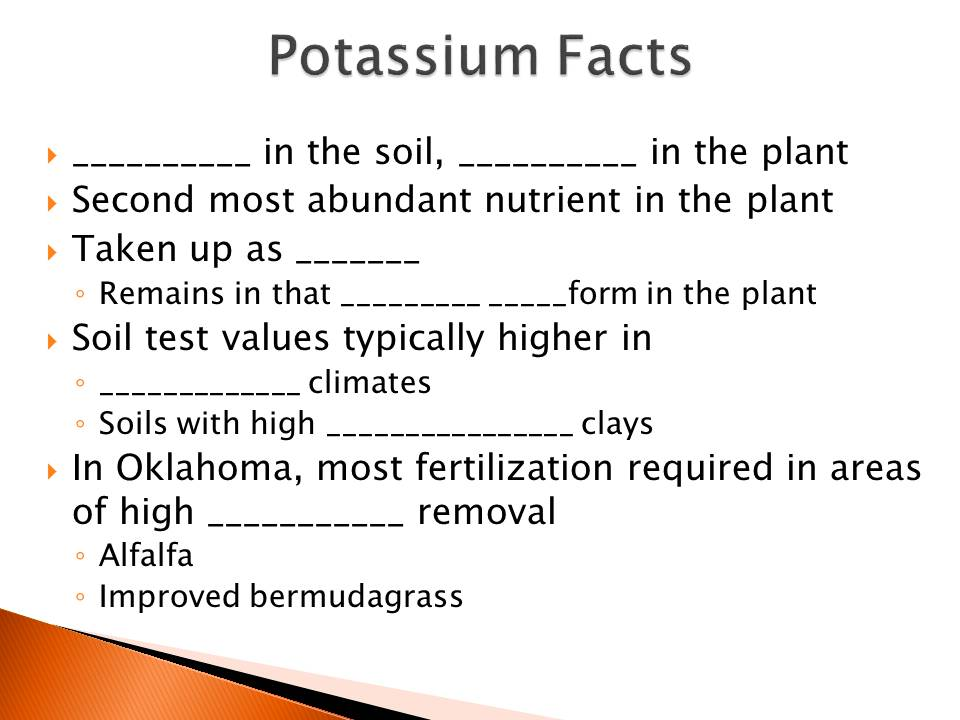 Potassium Facts
__________ in the soil, __________ in the plant
Second most abundant nutrient in the plant
Taken up as _______
Remains in that _________ _____form in the plant
Soil test values typically higher in
_____________ climates
Soils with high ________________ clays
In Oklahoma, most fertilization required in areas
of high ___________ removal
Alfalfa
Improved bermudagrass